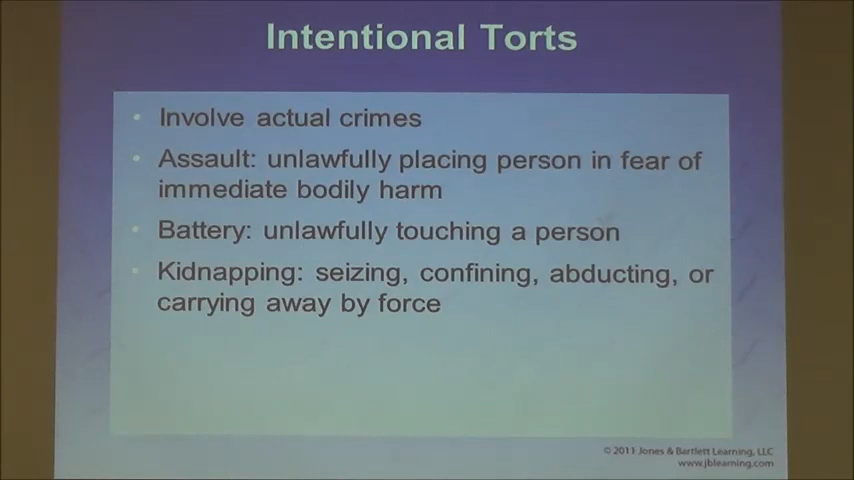 Intentional Torts
• Involve actual crimes
• Assault: unlawfully placing person in fear of
immediate bodily harm
• Battery: unlawfully touching a person
• Kidnapping: seizing, confining, abducting, or
carrying away by force
© 2011 Jones & Bartlett Learning, LLC
www.jblearning.com